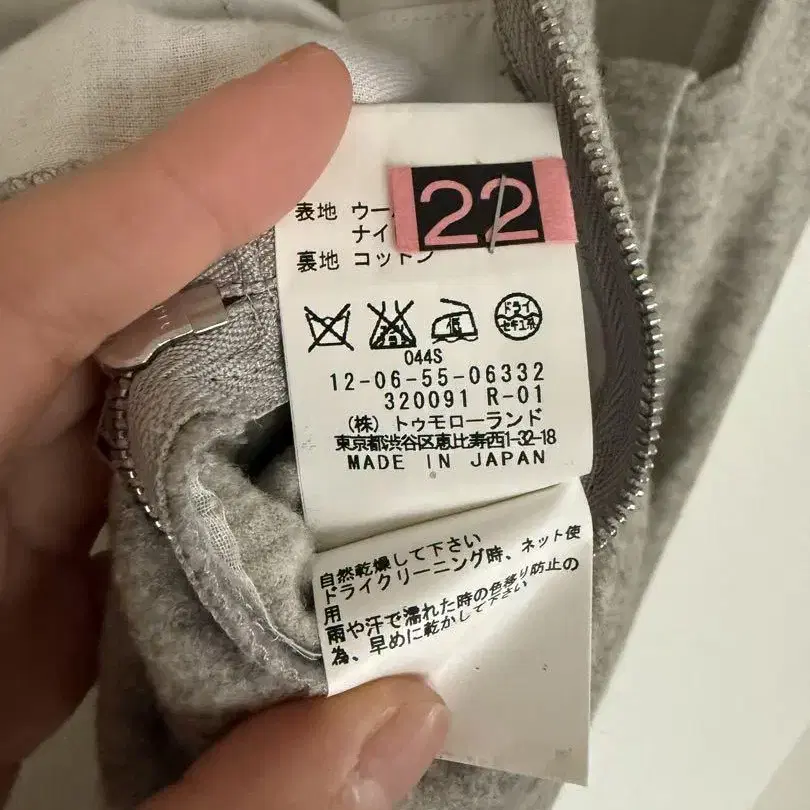 22
表地 ウー
ナイ
裏地 コットン
低
ドライ
セキユ系
044S
12-06-55-06332
320091 R-01
(株) トゥモローランド
東京都渋谷区恵比寿西1-32-18
MADE IN JAPAN
自然乾燥して下さい
ドライクリーニング時、ネット使
用
雨や汗で濡れた時の色移り防止の
為、早めに乾かして下さい